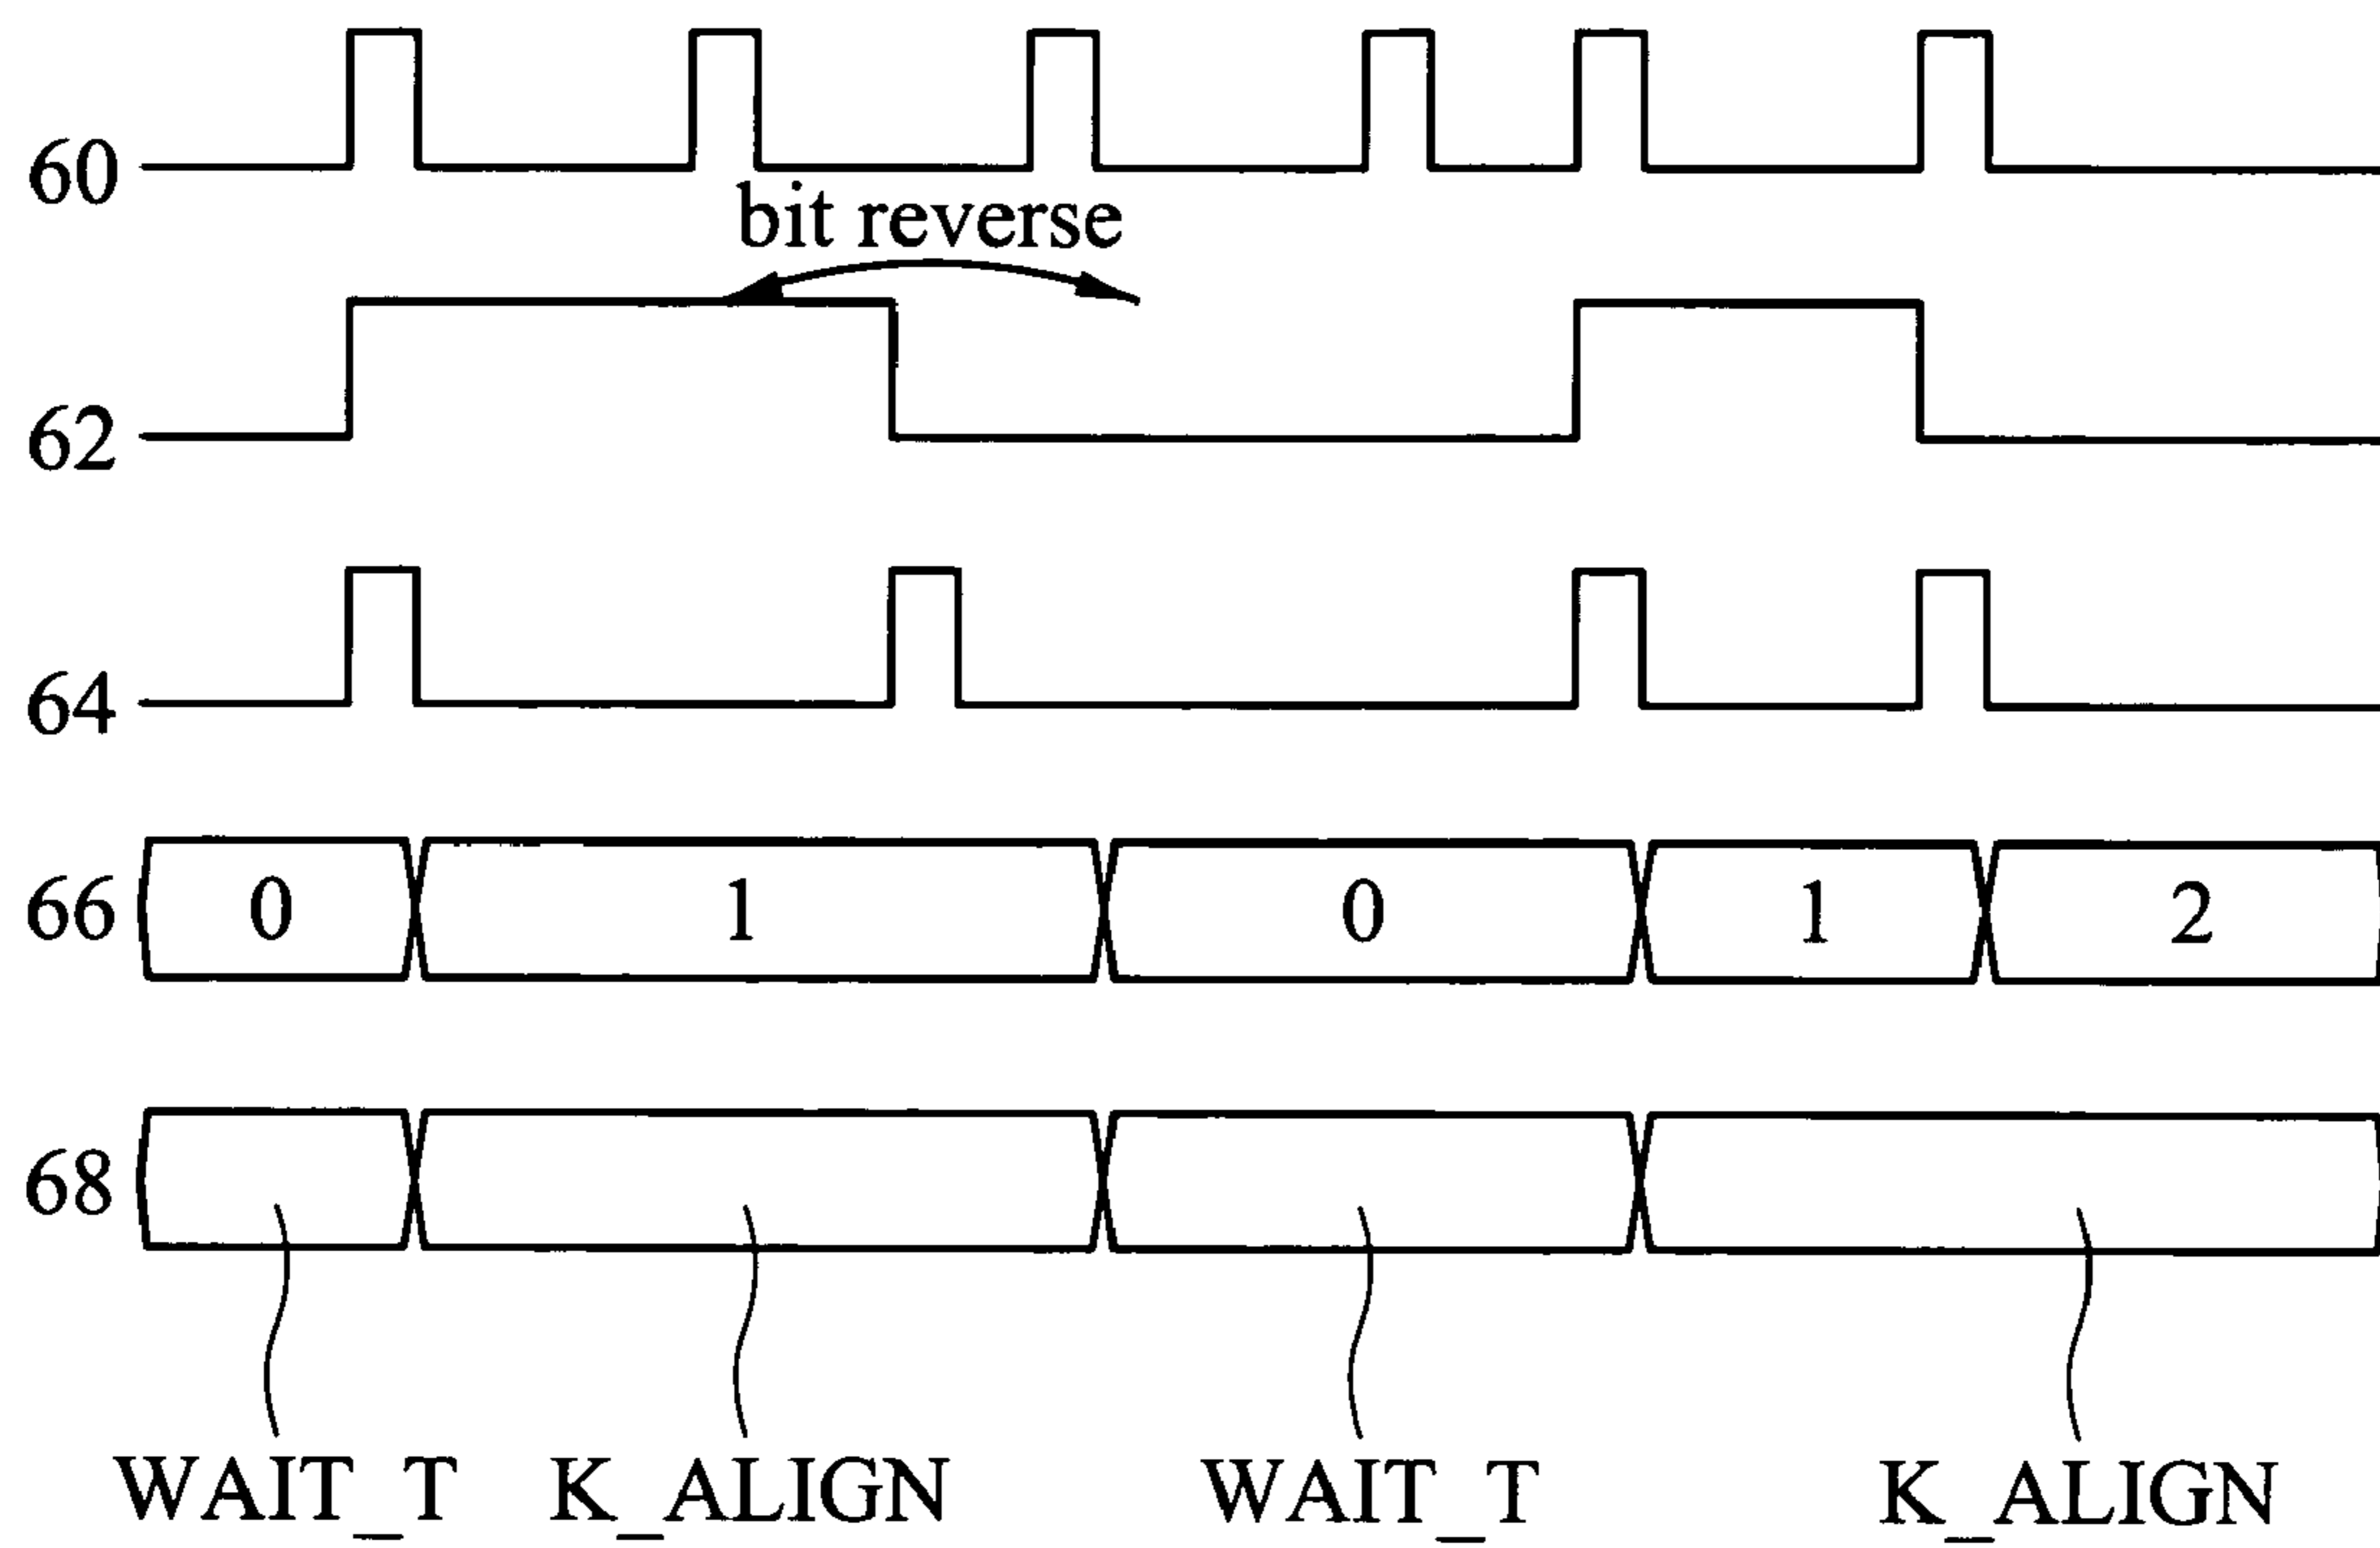 60
bit reverse
62
64
66 0 1 0 1 2
68
WAIT_T K_ALIGN WAIT_T K_ALIGN